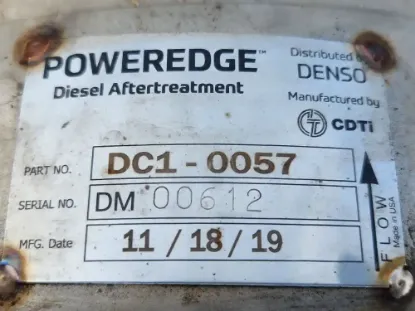 POWEREDGE™
Diesel Aftertreatment
Distributed by
DENSO
Manufactured by
CDTi
PART NO. DC1-0057
SERIAL NO. DM 00612
MFG. Date 11 / 18 / 19
FLOW
Made in USA